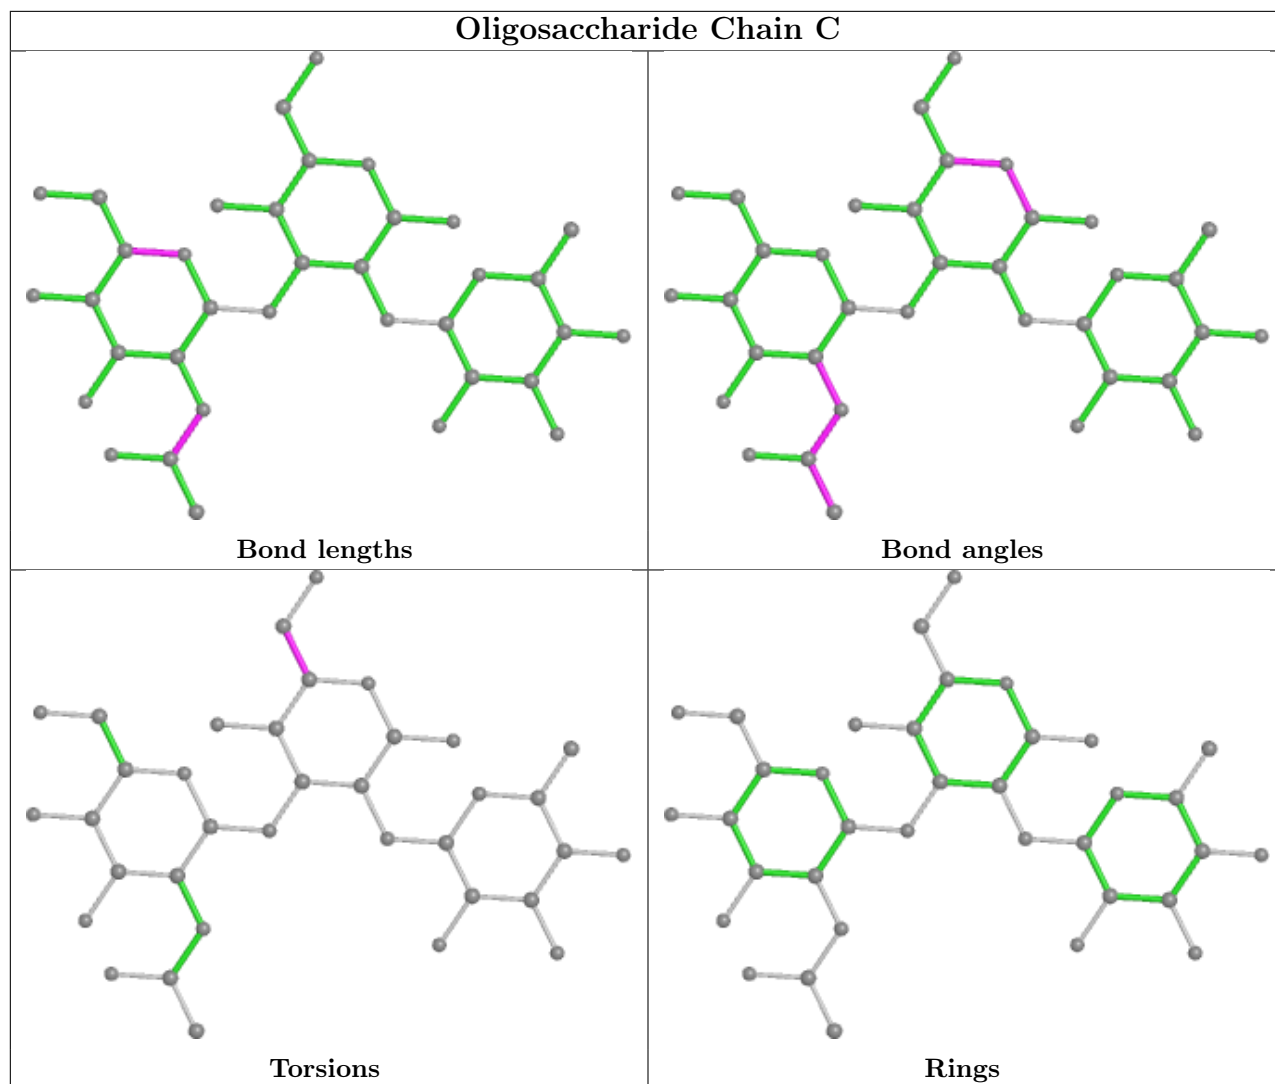 Oligosaccharide Chain C
Bond lengths
Bond angles
Torsions
Rings